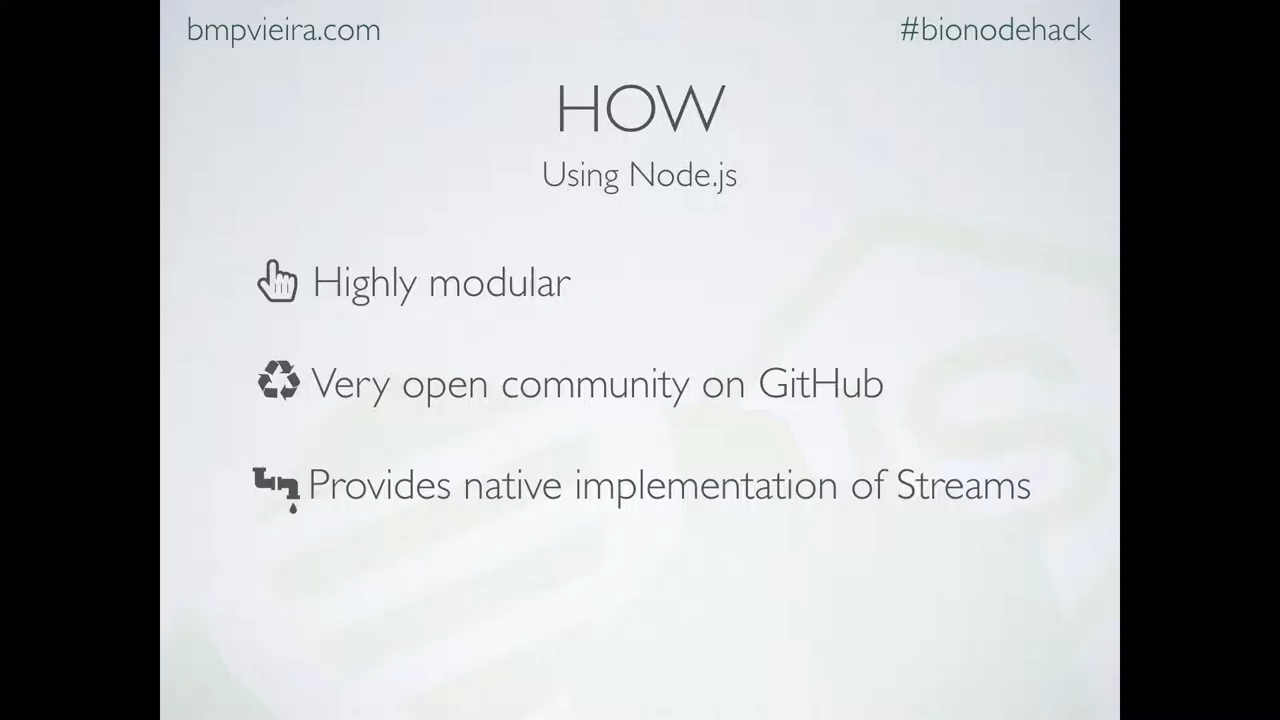 bmpvieira.com
#bionodehack
HOW
Using Node.js
Highly modular
Very open community on GitHub
Provides native implementation of Streams